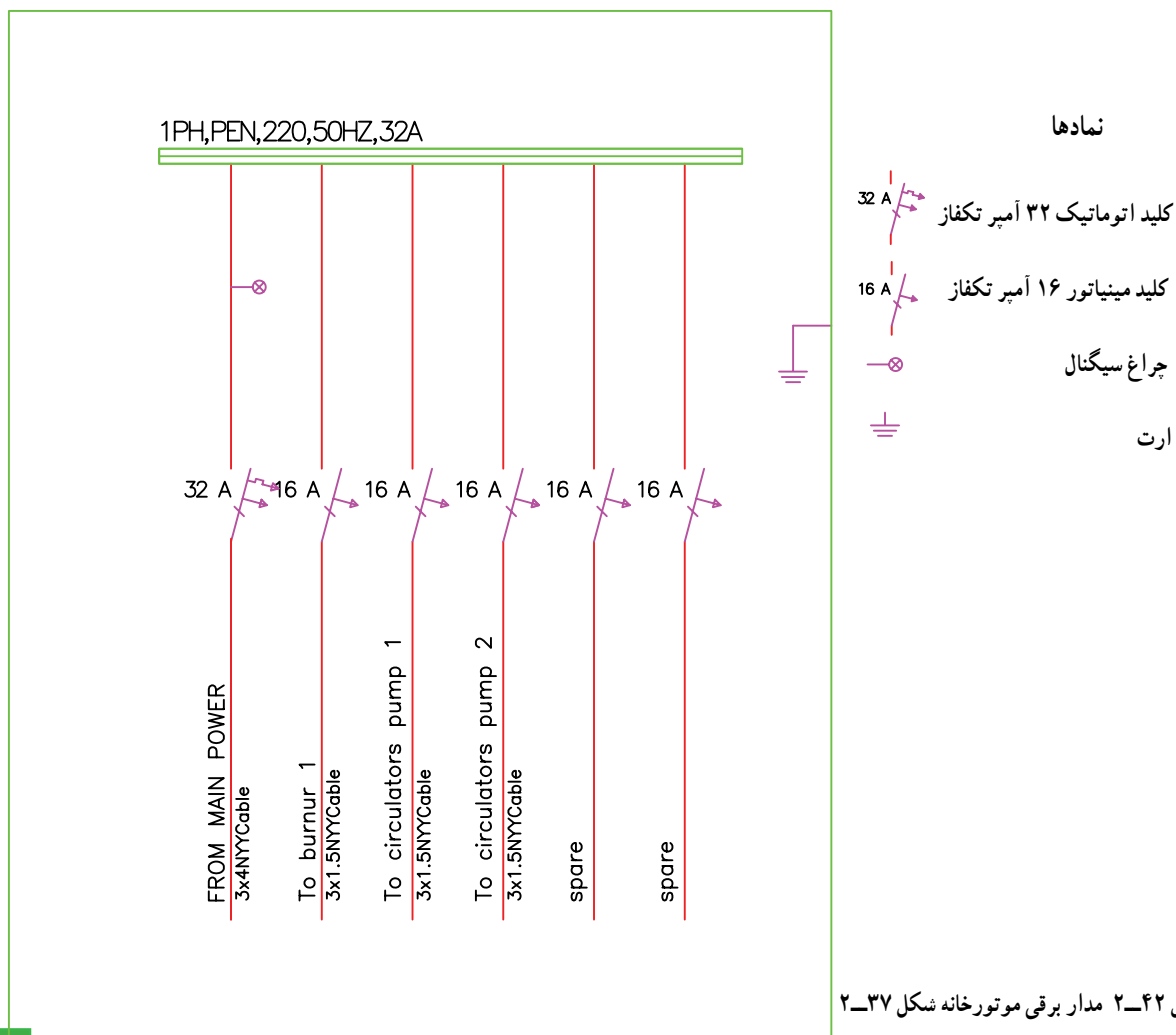 1PH,PEN,220,50HZ,32A
نمادها
32 A
کلید اتوماتیک ۳۲ آمپر تکفاز
16 A
کلید مینیاتور ۱۶ آمپر تکفاز
چراغ سیگنال
ارت
32 A
16 A
16 A
16 A
16 A
16 A
FROM MAIN POWER
3x4NYYCable
To burnur 1
3x1.5NYYCable
To circulators pump 1
3x1.5NYYCable
To circulators pump 2
3x1.5NYYCable
spare
spare
۲ــ۴۲ مدار برقی موتورخانه شکل ۳۷ــ۲